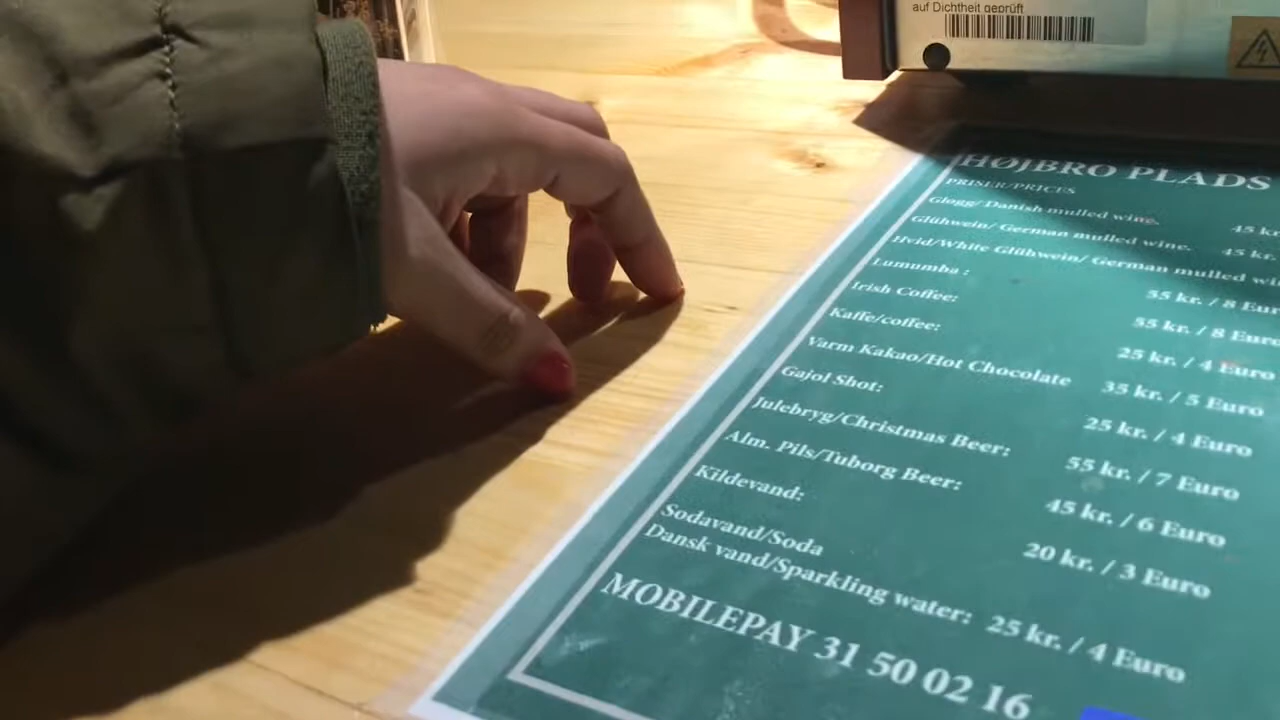 auf Dichtheit geprüft
HØJBRO PLADS
PRISER/PRICES
Gløgg/ Danish mulled wine. 45 kr
Glühwein/ German mulled wine. 45 kr.
Hvid/White Glühwein/ German mulled wi
Lumumba : 55 kr. / 8 Eur
Irish Coffee: 55 kr. / 8 Euro
Kaffe/coffee: 25 kr. / 4 Euro
Varm Kakao/Hot Chocolate 35 kr. / 5 Euro
Gajol Shot: 25 kr. / 4 Euro
Julebryg/Christmas Beer: 55 kr. / 7 Euro
Alm. Pils/Tuborg Beer: 45 kr. / 6 Euro
Kildevand: 20 kr. / 3 Euro
Sodavand/Soda
Dansk vand/Sparkling water: 25 kr. / 4 Euro
MOBILEPAY 31 50 02 16